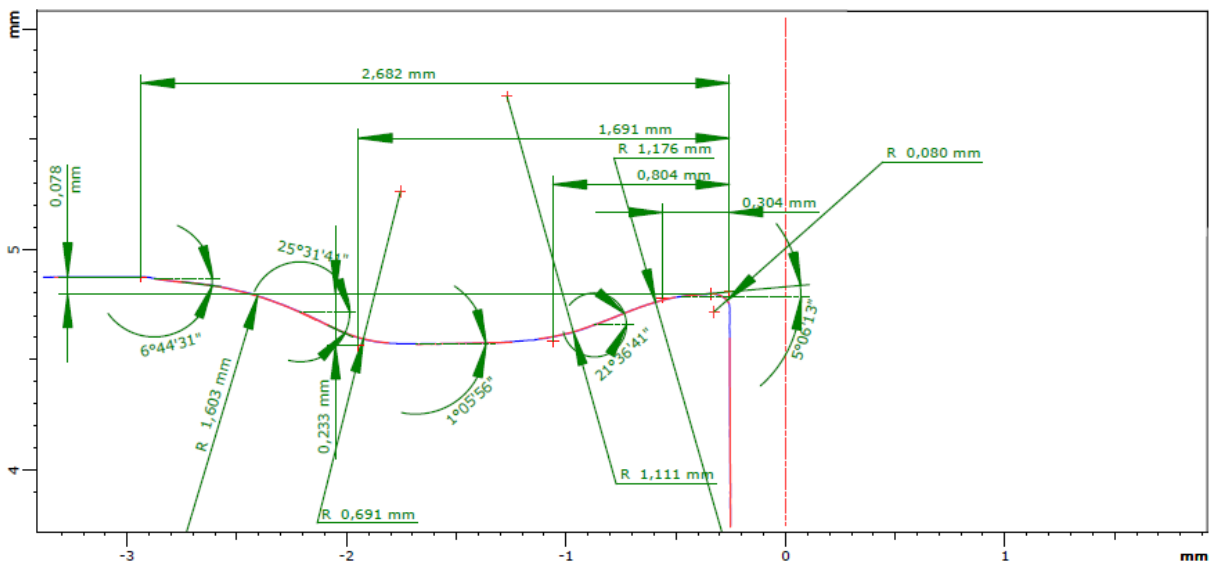 mm
2,682 mm
1,691 mm
R 1,176 mm
R 0,080 mm
0,804 mm
0,078
mm
0,304 mm
5
25°31'41"
6°44'31"
5°06'13"
21°36'41"
1°05'56"
R 1,603 mm
0,233 mm
4
R 1,111 mm
R 0,691 mm
-3
-2
-1
0
1
mm